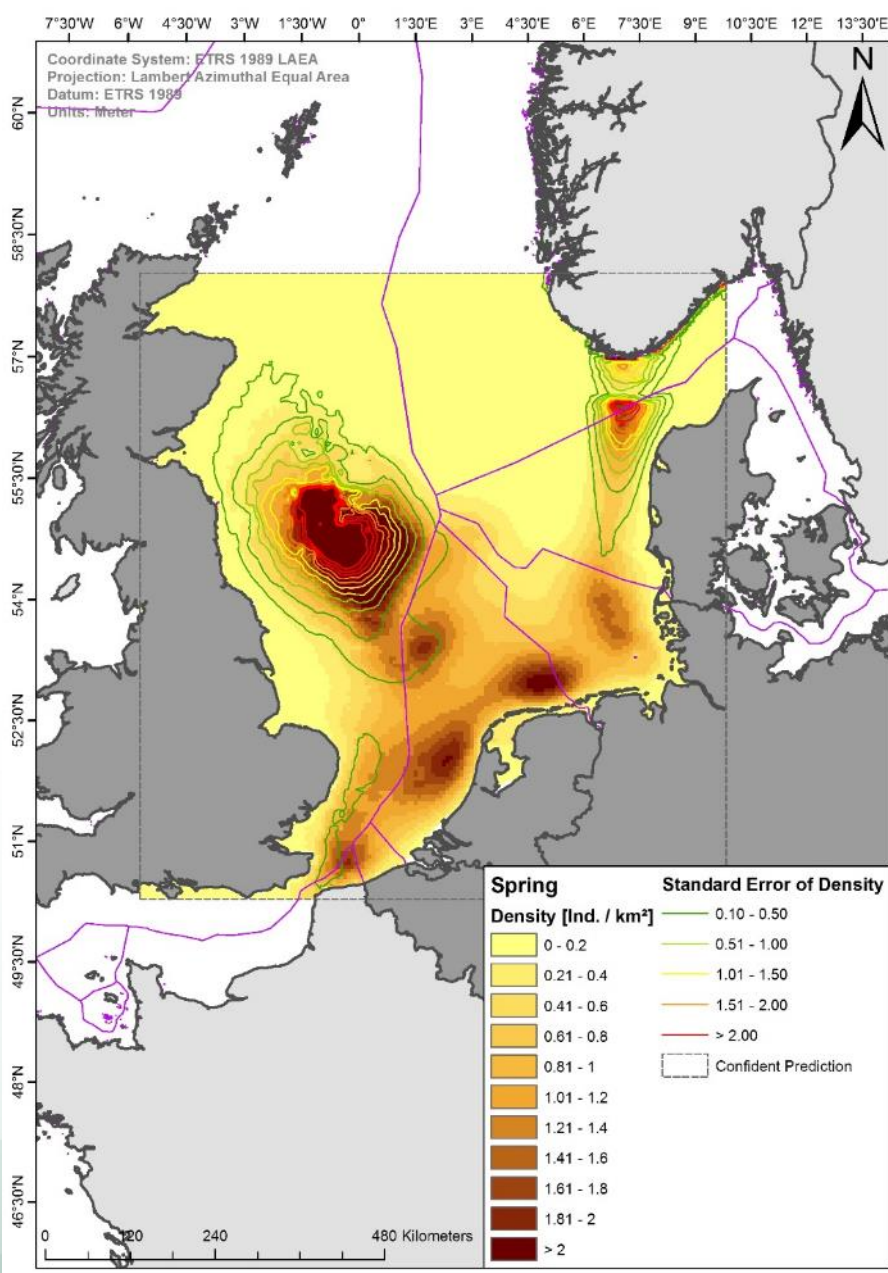 7°30'W 6°W 4°30'W 3°W 1°30'W 0° 1°30'E 3°E 4°30'E 6°E 7°30'E 9°E 10°30'E 12°E 13°30'E
Coordinate System: ETRS 1989 LAEA
Projection: Lambert Azimuthal Equal Area
Datum: ETRS 1989
Units: Meter
N
60°N
58°30'N
57°N
55°30'N
54°N
52°30'N
51°N
49°30'N
48°N
46°30'N
Spring
Density [Ind. / km²]
0 - 0.2
0.21 - 0.4
0.41 - 0.6
0.61 - 0.8
0.81 - 1
1.01 - 1.2
1.21 - 1.4
1.41 - 1.6
1.61 - 1.8
1.81 - 2
> 2
Standard Error of Density
0.10 - 0.50
0.51 - 1.00
1.01 - 1.50
1.51 - 2.00
> 2.00
Confident Prediction
0 120 240 480 Kilometers